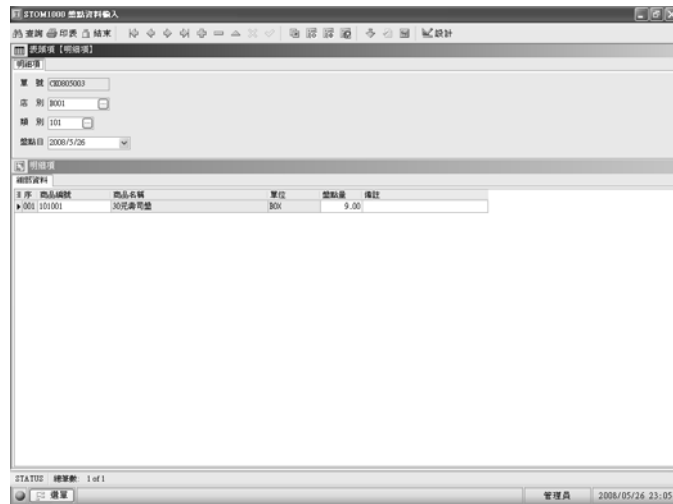 STOM1000 盤點資料輸入
查詢 印表 結束 設計
表頭項【明細項】
明細項
單 號 CKD805003
店 別 B001
類 別 101
盤點日 2008/5/26
明細項
細部資料
序 商品編號 商品名稱 單位 盤點量 備註
001 101001 30元壽司盤 BOX 9.00
STATUS 總筆數: 1 of 1
選單 管理員 2008/05/26 23:05